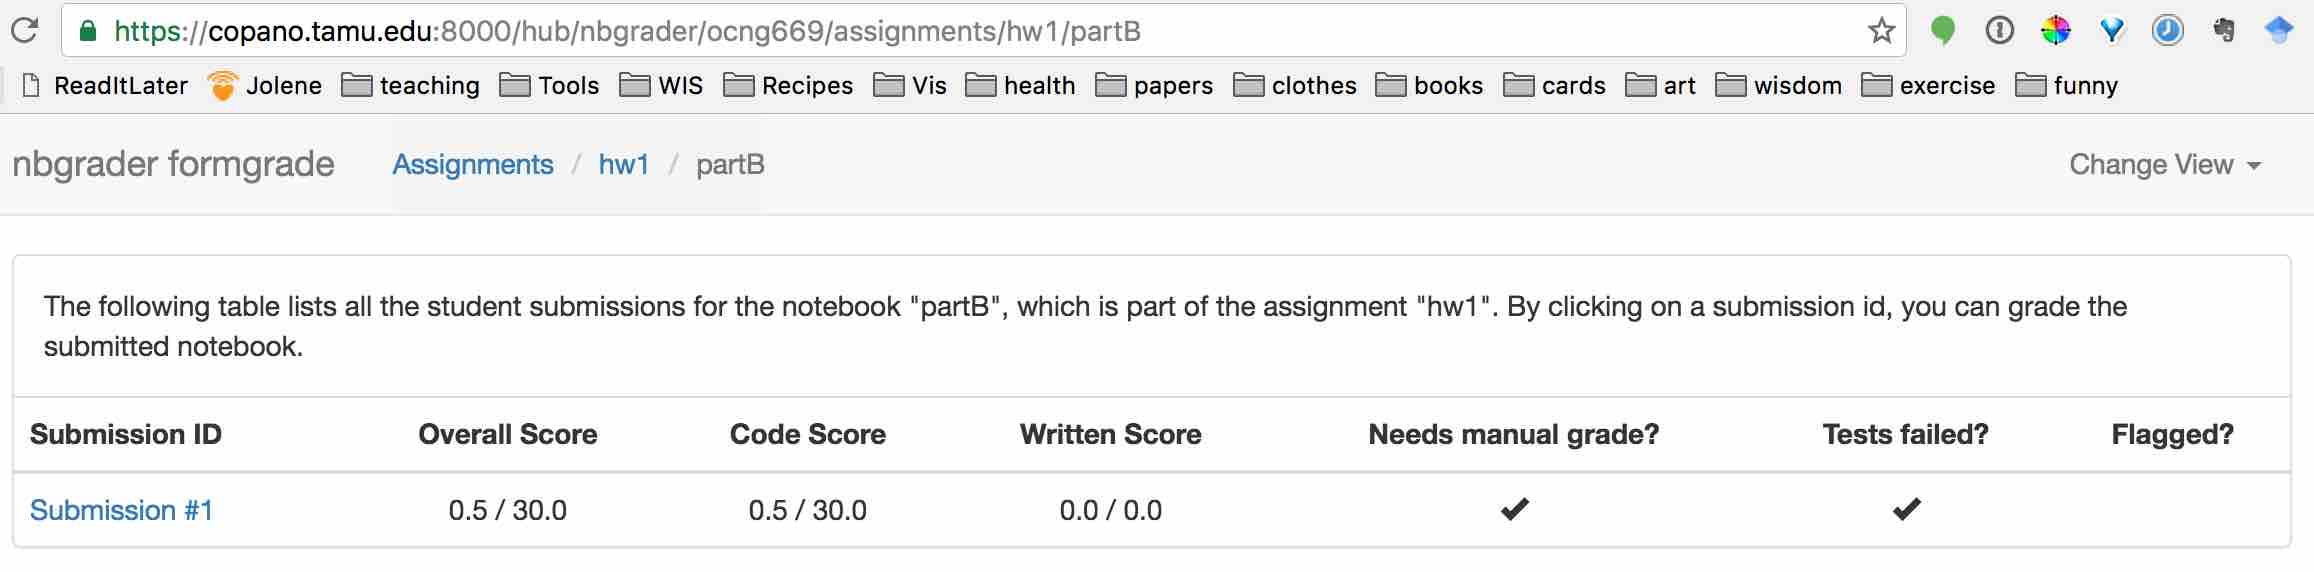 https://copano.tamu.edu:8000/hub/nbgrader/ocng669/assignments/hw1/partB
ReadItLater Jolene teaching Tools WIS Recipes Vis health papers clothes books cards art wisdom exercise funny
nbgrader formgrade Assignments / hw1 / partB Change View
The following table lists all the student submissions for the notebook "partB", which is part of the assignment "hw1". By clicking on a submission id, you can grade the
submitted notebook.
Submission ID Overall Score Code Score Written Score Needs manual grade? Tests failed? Flagged?
Submission #1 0.5 / 30.0 0.5 / 30.0 0.0 / 0.0